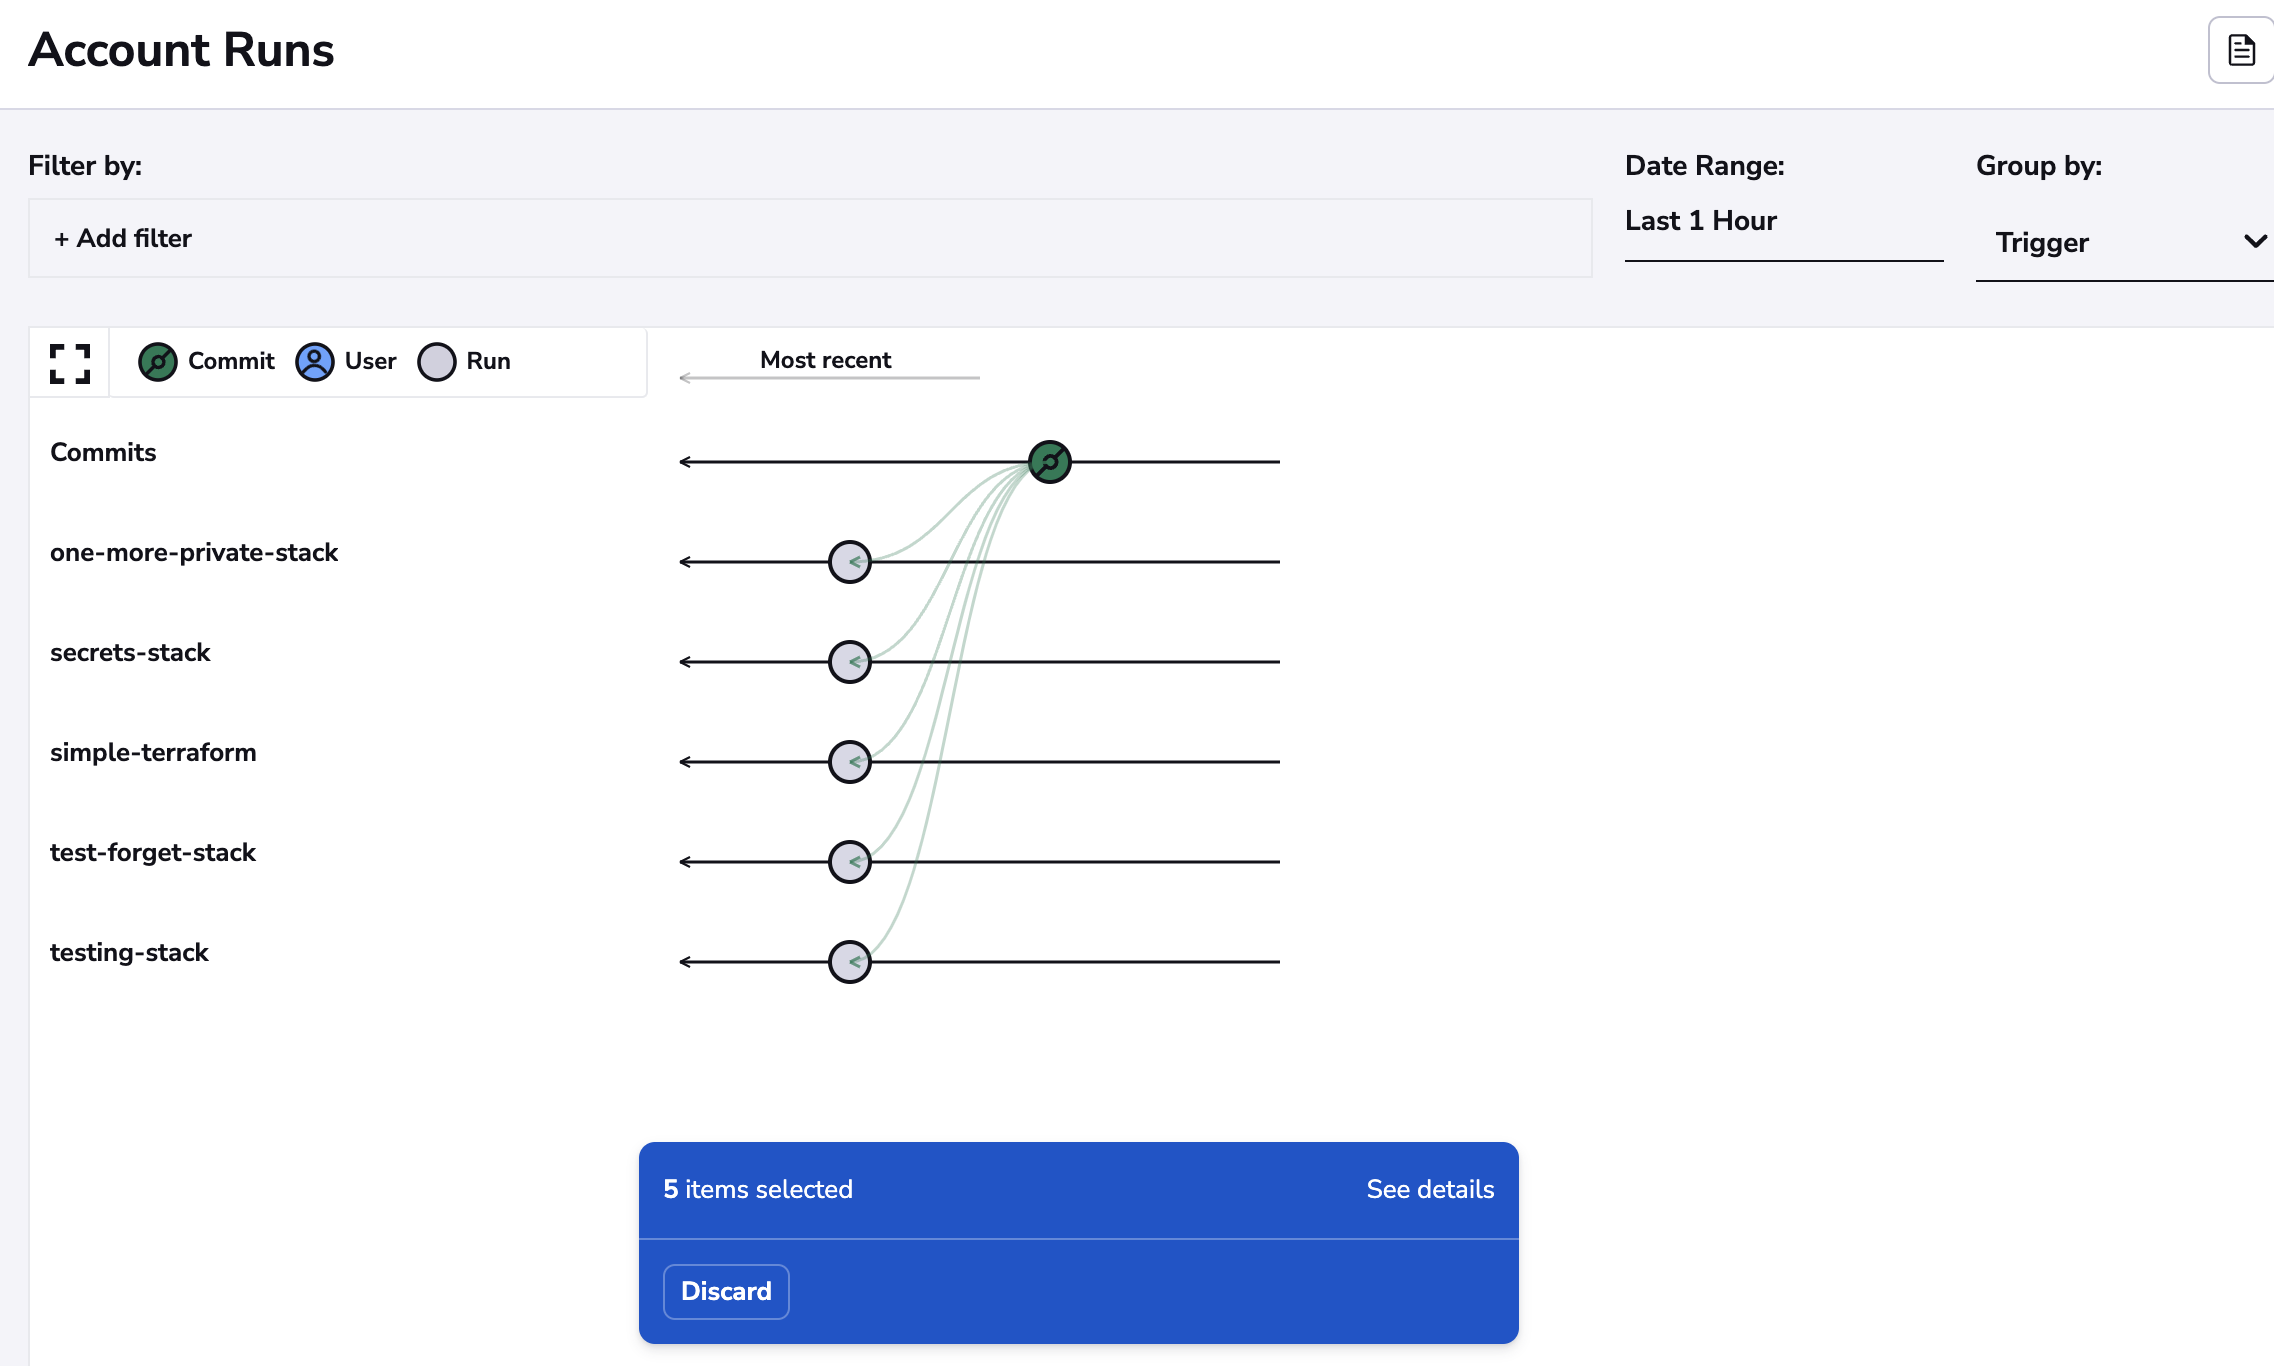 Account Runs
Filter by:
+ Add filter
Date Range:
Last 1 Hour
Group by:
Trigger
Commit
User
Run
Most recent
Commits
one-more-private-stack
secrets-stack
simple-terraform
test-forget-stack
testing-stack
5 items selected
See details
Discard